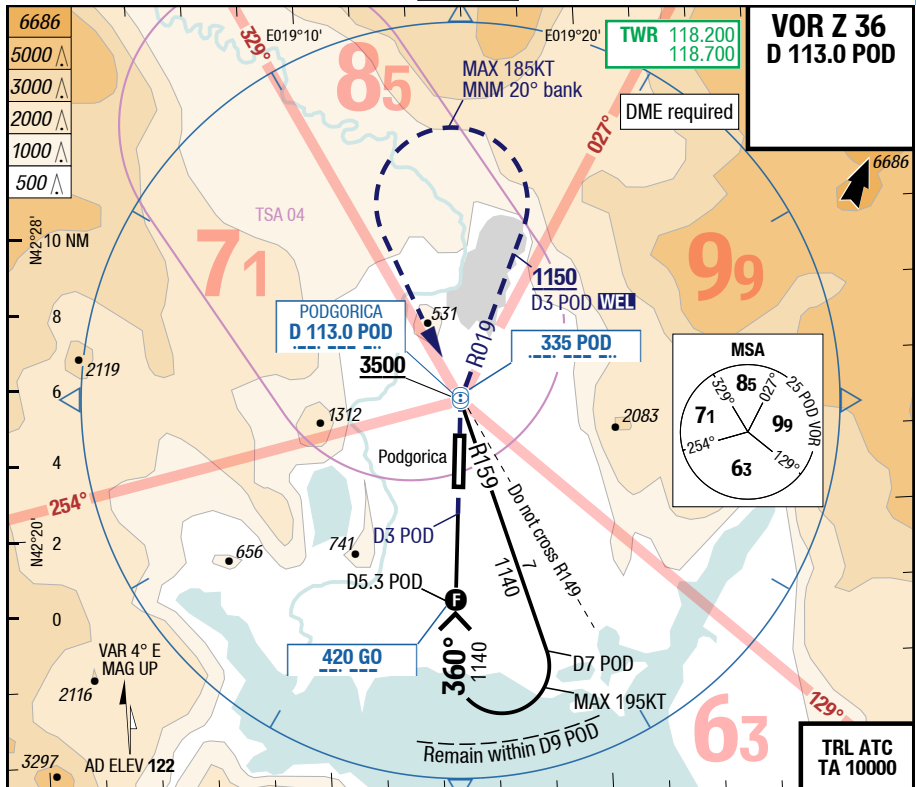 6686
5000
3000
2000
1000
500
E019°10'
E019°20'
TWR 118.200
118.700
VOR Z 36
D 113.0 POD
DME required
329°
027°
85
MAX 185KT
MNM 20° bank
6686
TSA 04
71
99
N42°28'
10 NM
8
6
4
2
0
N42°20'
1150
D3 POD WEL
R019
531
PODGORICA
D 113.0 POD
335 POD
3500
2119
1312
2083
MSA
329°
85
027°
25 POD VOR
71
99
254°
129°
63
Podgorica
R159
Do not cross R149
254°
D3 POD
656
741
D5.3 POD
F
7
1140
420 GO
360°
1140
D7 POD
MAX 195KT
Remain within D9 POD
VAR 4° E
MAG UP
2116
3297
AD ELEV 122
129°
63
TRL ATC
TA 10000